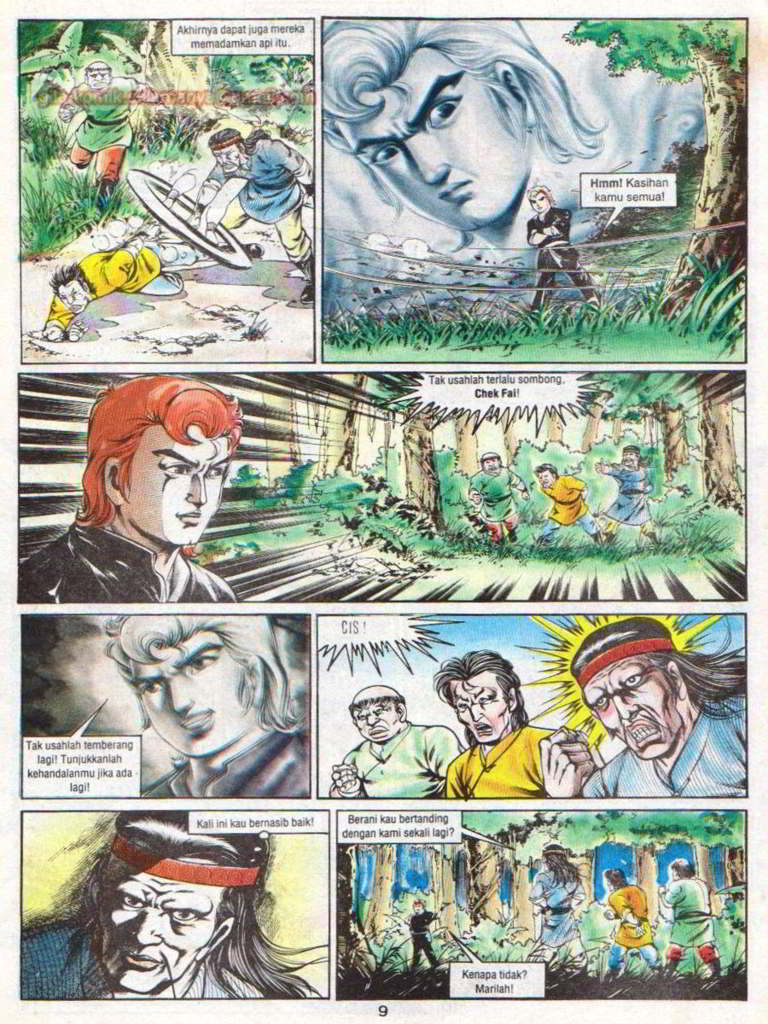 Akhirnya dapat juga mereka
memadamkan api itu.
Hmm! Kasihan
kamu semua!
Tak usahlah terlalu sombong,
Chek Fai!
Tak usahlah temberang
lagi! Tunjukkanlah
kehandalanmu jika ada
lagi!
CIS!
Kali ini kau bernasib baik!
Berani kau bertanding
dengan kami sekali lagi?
Kenapa tidak?
Marilah!
9